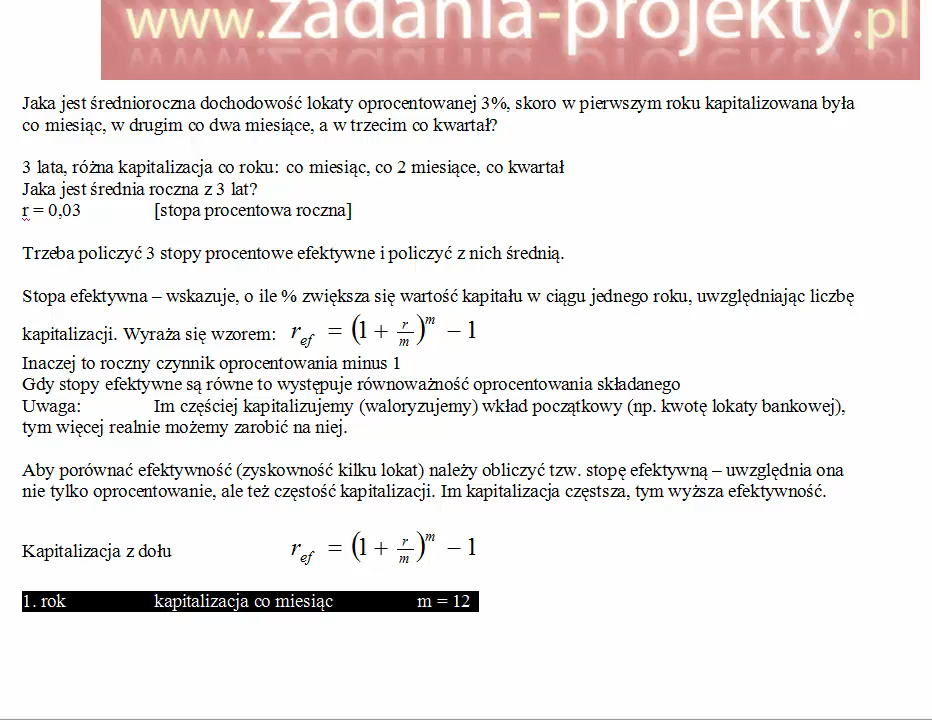 www.zadania-projekty.pl
Jaka jest średnioroczna dochodowość lokaty oprocentowanej 3%, skoro w pierwszym roku kapitalizowana była
co miesiąc, w drugim co dwa miesiące, a w trzecim co kwartał?
3 lata, różna kapitalizacja co roku: co miesiąc, co 2 miesiące, co kwartał
Jaka jest średnia roczna z 3 lat?
r = 0,03 [stopa procentowa roczna]
Trzeba policzyć 3 stopy procentowe efektywne i policzyć z nich średnią.
Stopa efektywna – wskazuje, o ile % zwiększa się wartość kapitału w ciągu jednego roku, uwzględniając liczbę
kapitalizacji. Wyraża się wzorem: r_ef = (1 + r/m)^m − 1
Inaczej to roczny czynnik oprocentowania minus 1
Gdy stopy efektywne są równe to występuje równoważność oprocentowania składanego
Uwaga: Im częściej kapitalizujemy (waloryzujemy) wkład początkowy (np. kwotę lokaty bankowej),
tym więcej realnie możemy zarobić na niej.
Aby porównać efektywność (zyskowność kilku lokat) należy obliczyć tzw. stopę efektywną – uwzględnia ona
nie tylko oprocentowanie, ale też częstość kapitalizacji. Im kapitalizacja częstsza, tym wyższa efektywność.
Kapitalizacja z dołu r_ef = (1 + r/m)^m − 1
1. rok kapitalizacja co miesiąc m = 12